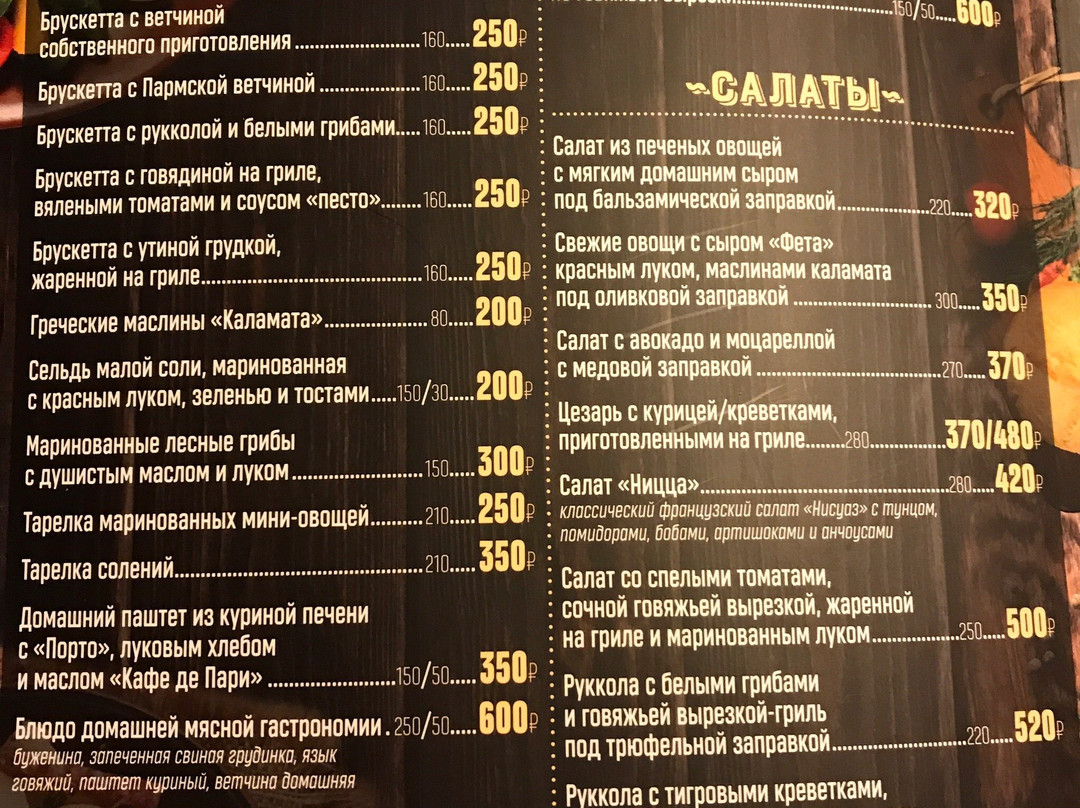 Брускетта с ветчиной
собственного приготовления ..................160.....250₽
Брускетта с Пармской ветчиной ..................160.....250₽
Брускетта с рукколой и белыми грибами.....160.....250₽
Брускетта с говядиной на гриле,
вялеными томатами и соусом «песто»........160.....250₽
Брускетта с утиной грудкой,
жаренной на гриле........................................160.....250₽
Греческие маслины «Каламата»....................80.....200₽
Сельдь малой соли, маринованная
с красным луком, зеленью и тостами.....150/30.....200₽
Маринованные лесные грибы
с душистым маслом и луком ........................150.....300₽
Тарелка маринованных мини-овощей..........210.....250₽
Тарелка солений.............................................210.....350₽
Домашний паштет из куриной печени
с «Порто», луковым хлебом
и маслом «Кафе де Пари» .......................150/50.....350₽
Блюдо домашней мясной гастрономии . 250/50.....600₽
буженина, запеченная свиная грудинка, язык
говяжий, паштет куриный, ветчина домашняя
150/50.....600₽
~САЛАТЫ~
Салат из печеных овощей
с мягким домашним сыром
под бальзамической заправкой..................220.....320₽
Свежие овощи с сыром «Фета»
красным луком, маслинами каламата
под оливковой заправкой .......................... 300.....350₽
Салат с авокадо и моцареллой
с медовой заправкой ...................................270.....370₽
Цезарь с курицей/креветками,
приготовленными на гриле........280...............370/480₽
Салат «Ницца»...............................................280.....420₽
классический французский салат «Нисуаз» с тунцом,
помидорами, бобами, артишоками и анчоусами
Салат со спелыми томатами,
сочной говяжьей вырезкой, жаренной
на гриле и маринованным луком.................250.....500₽
Руккола с белыми грибами
и говяжьей вырезкой-гриль
под трюфельной заправкой..........................220.....520₽
Руккола с тигровыми креветками,